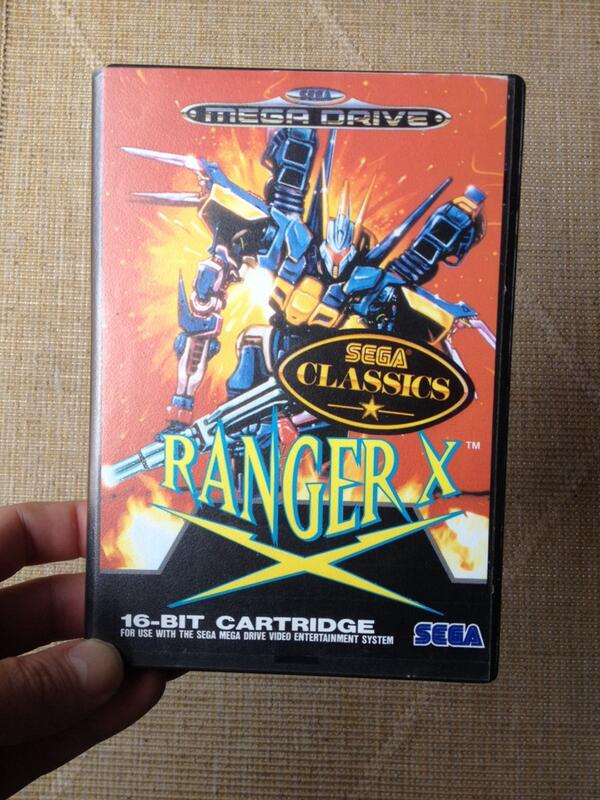 SEGA
MEGA DRIVE
SEGA
CLASSICS
RANGER X TM
X
16-BIT CARTRIDGE
FOR USE WITH THE SEGA MEGA DRIVE VIDEO ENTERTAINMENT SYSTEM
SEGA